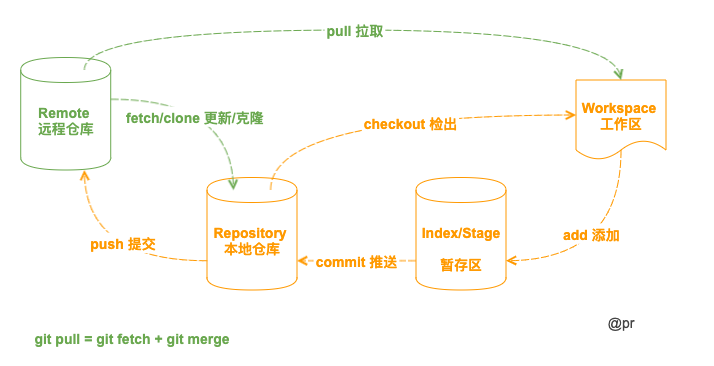 pull 拉取
Remote
远程仓库
fetch/clone 更新/克隆
checkout 检出
Workspace
工作区
push 提交
Repository
本地仓库
commit 推送
Index/Stage
暂存区
add 添加
@pr
git pull = git fetch + git merge